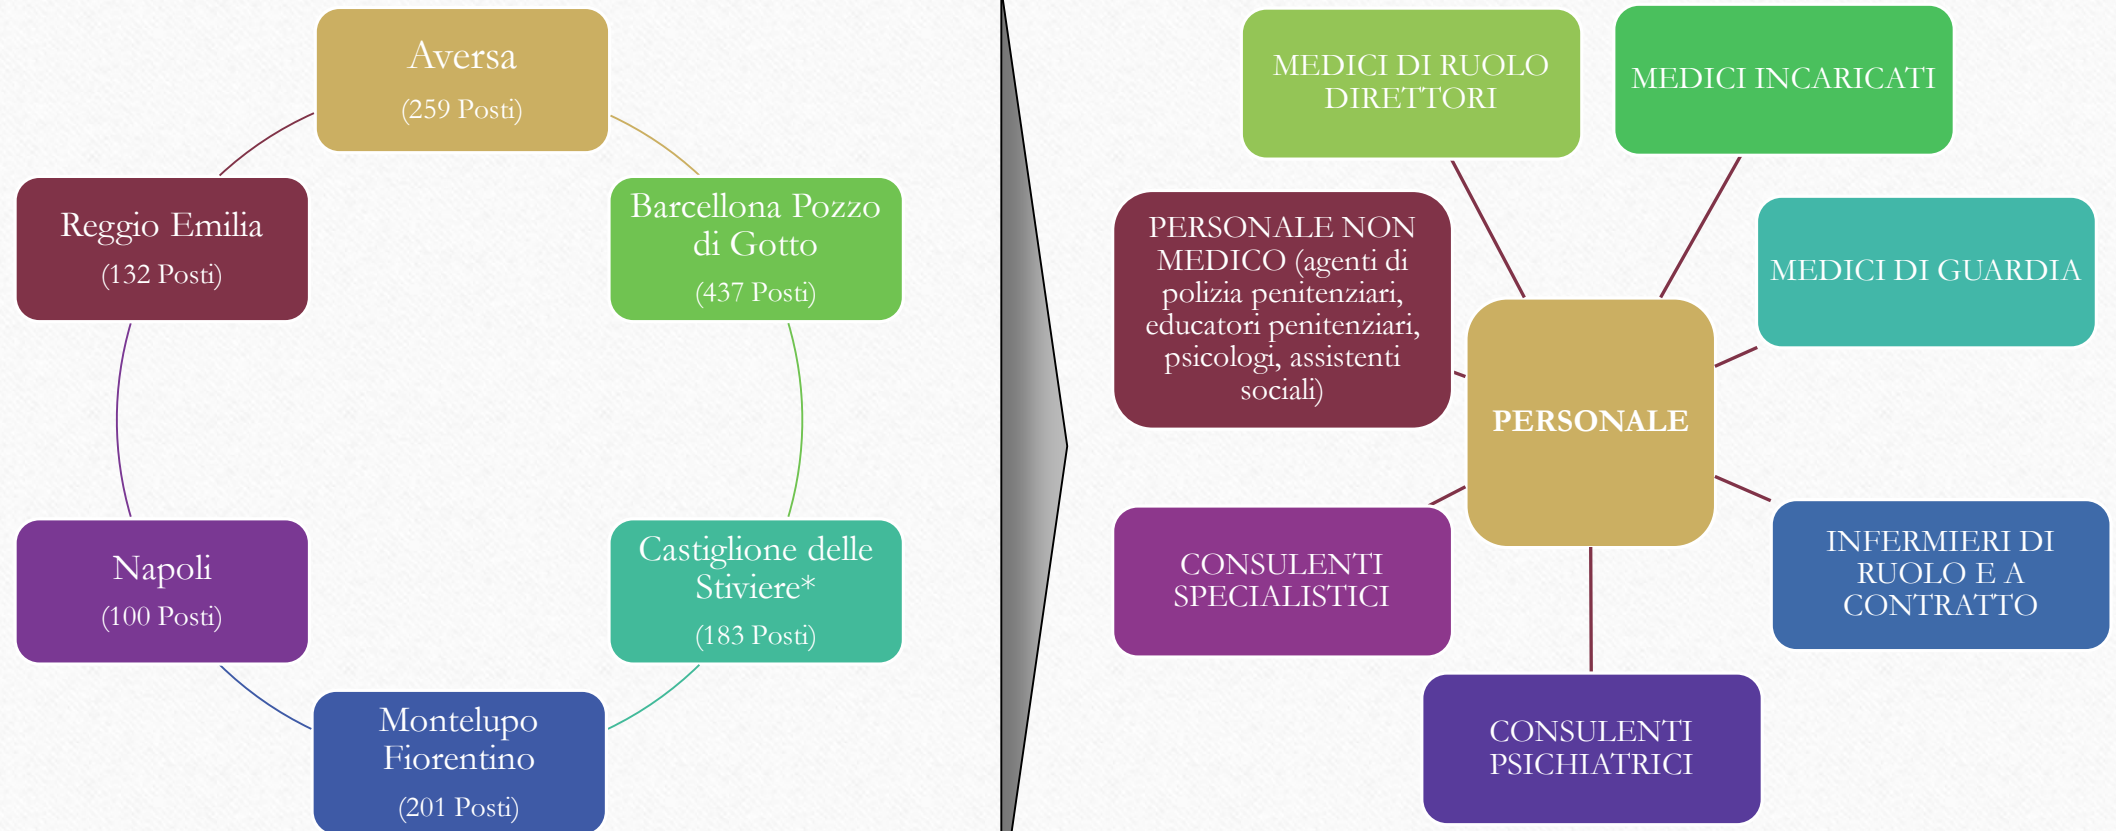 Aversa
(259 Posti)
Barcellona Pozzo
di Gotto
(437 Posti)
Castiglione delle
Stiviere*
(183 Posti)
Montelupo
Fiorentino
(201 Posti)
Napoli
(100 Posti)
Reggio Emilia
(132 Posti)
PERSONALE
MEDICI DI RUOLO
DIRETTORI
MEDICI INCARICATI
MEDICI DI GUARDIA
INFERMIERI DI
RUOLO E A
CONTRATTO
CONSULENTI
PSICHIATRICI
CONSULENTI
SPECIALISTICI
PERSONALE NON
MEDICO (agenti di
polizia penitenziari,
educatori penitenziari,
psicologi, assistenti
sociali)